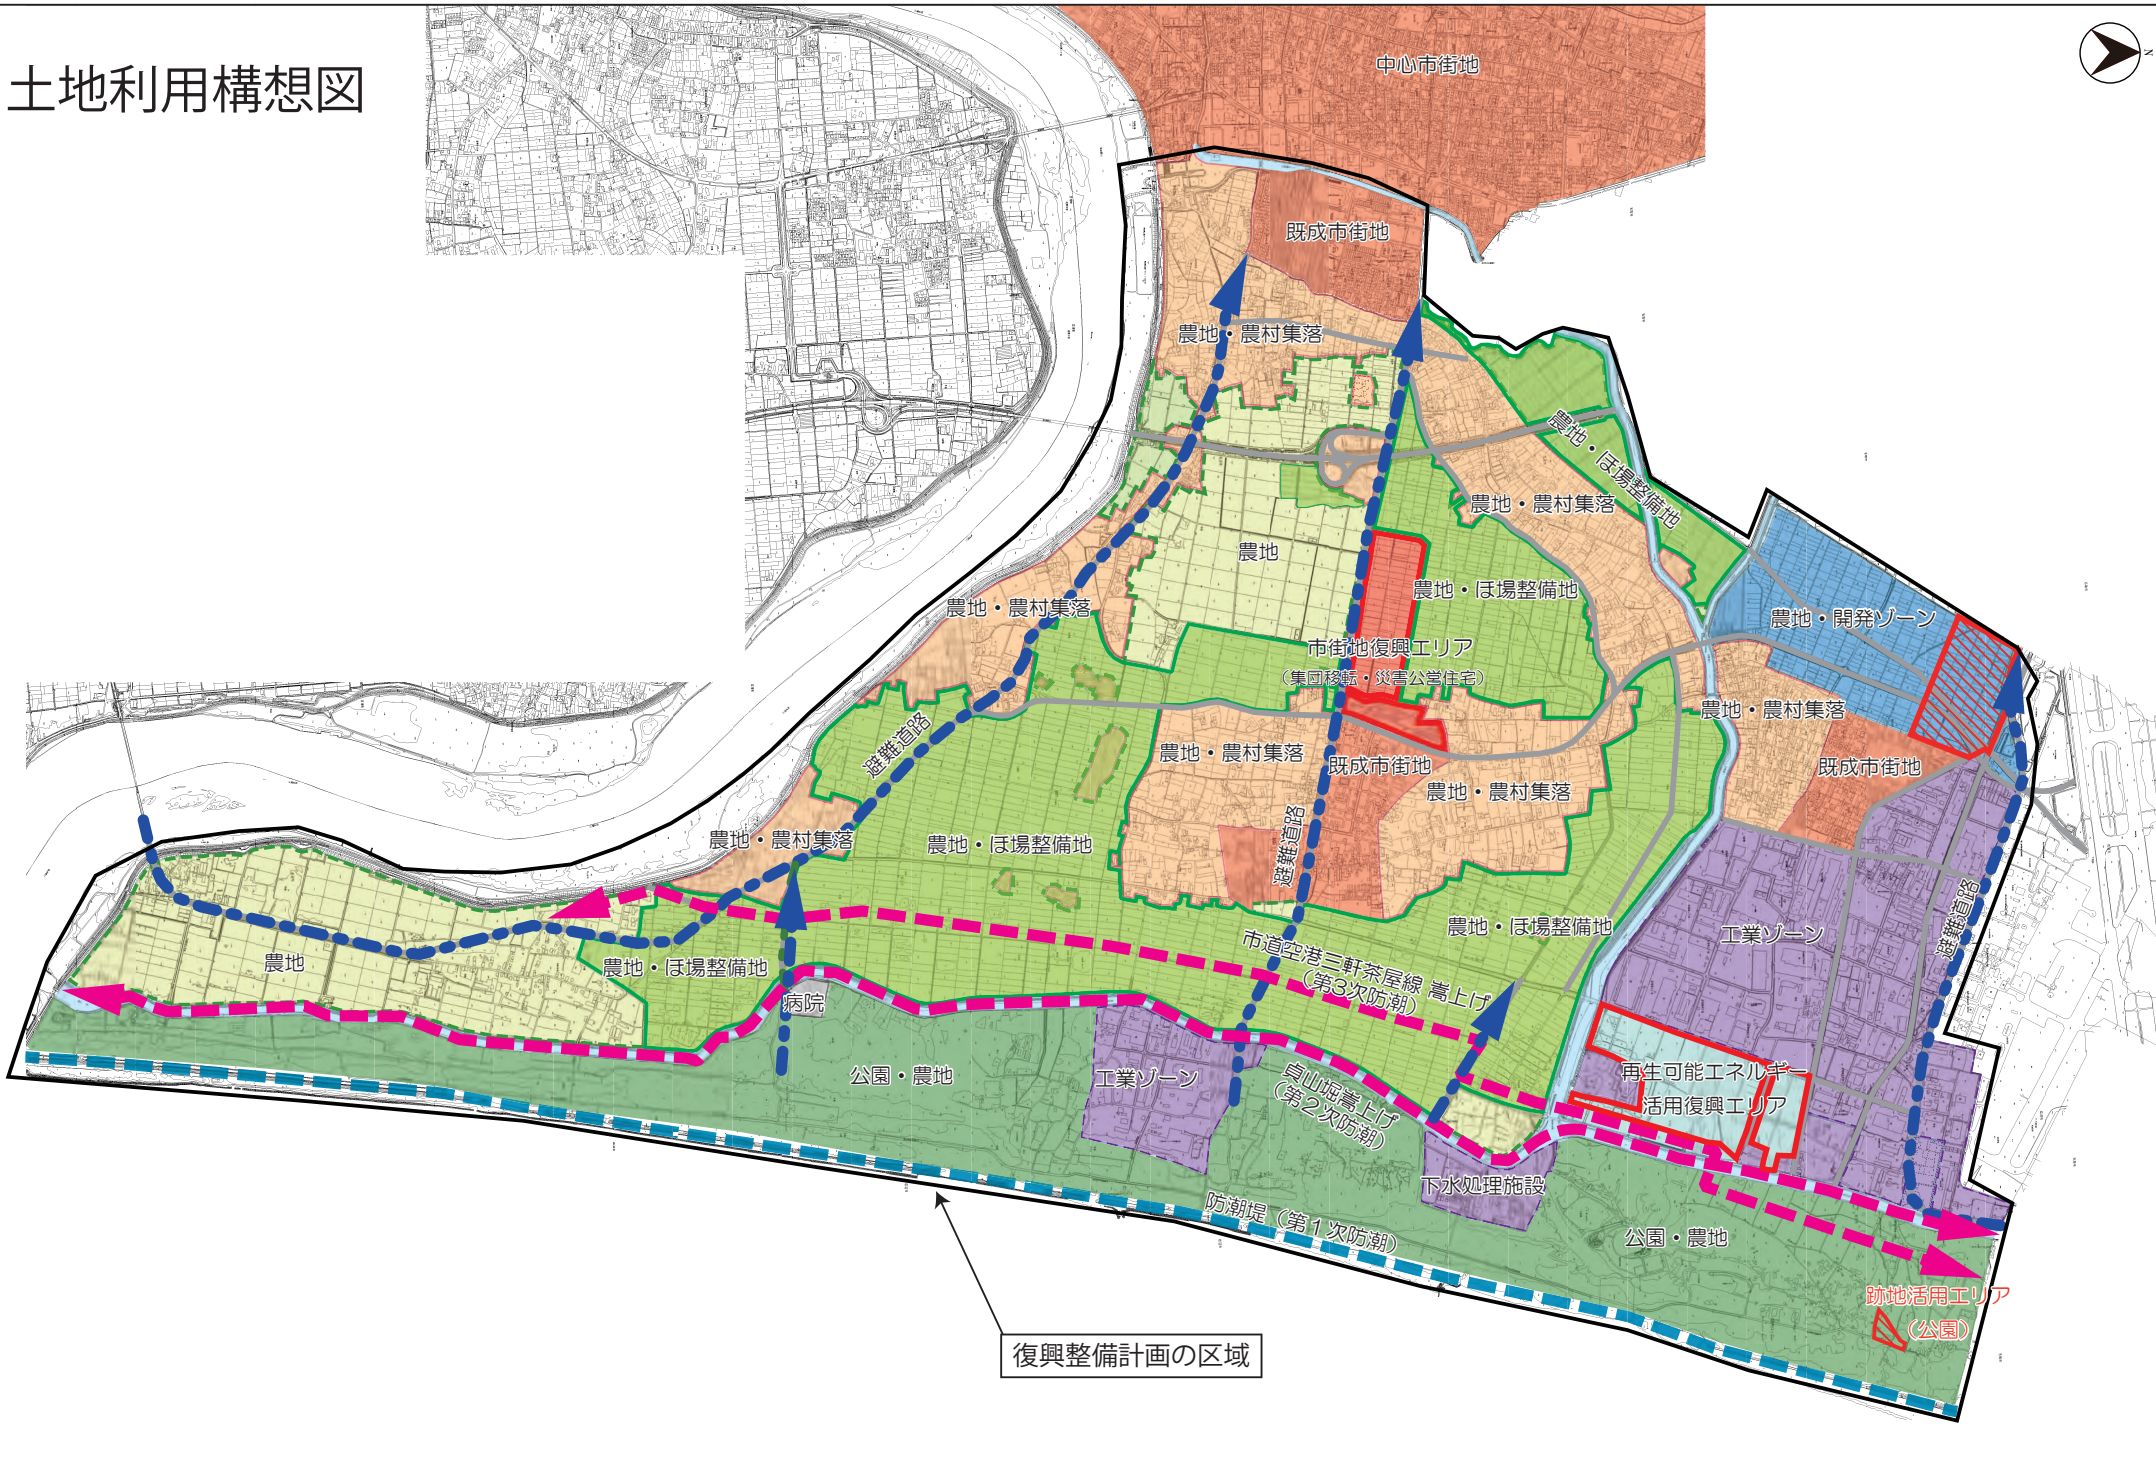 土地利用構想図
N
中心市街地
既成市街地
農地・農村集落
農地・ほ場整備地
農地・農村集落
農地
農地・ほ場整備地
農地・農村集落
農地・開発ゾーン
市街地復興エリア
（集団移転・災害公営住宅）
農地・農村集落
避難道路
農地・農村集落
既成市街地
既成市街地
農地・農村集落
農地・農村集落
農地・ほ場整備地
避難道路
避難道路
農地・ほ場整備地
工業ゾーン
市道空港三軒茶屋線 嵩上げ
（第3次防潮）
農地
農地・ほ場整備地
病院
公園・農地
工業ゾーン
貞山堀嵩上げ
（第２次防潮）
再生可能エネルギー
活用復興エリア
下水処理施設
防潮堤（第１次防潮）
公園・農地
跡地活用エリア
（公園）
復興整備計画の区域